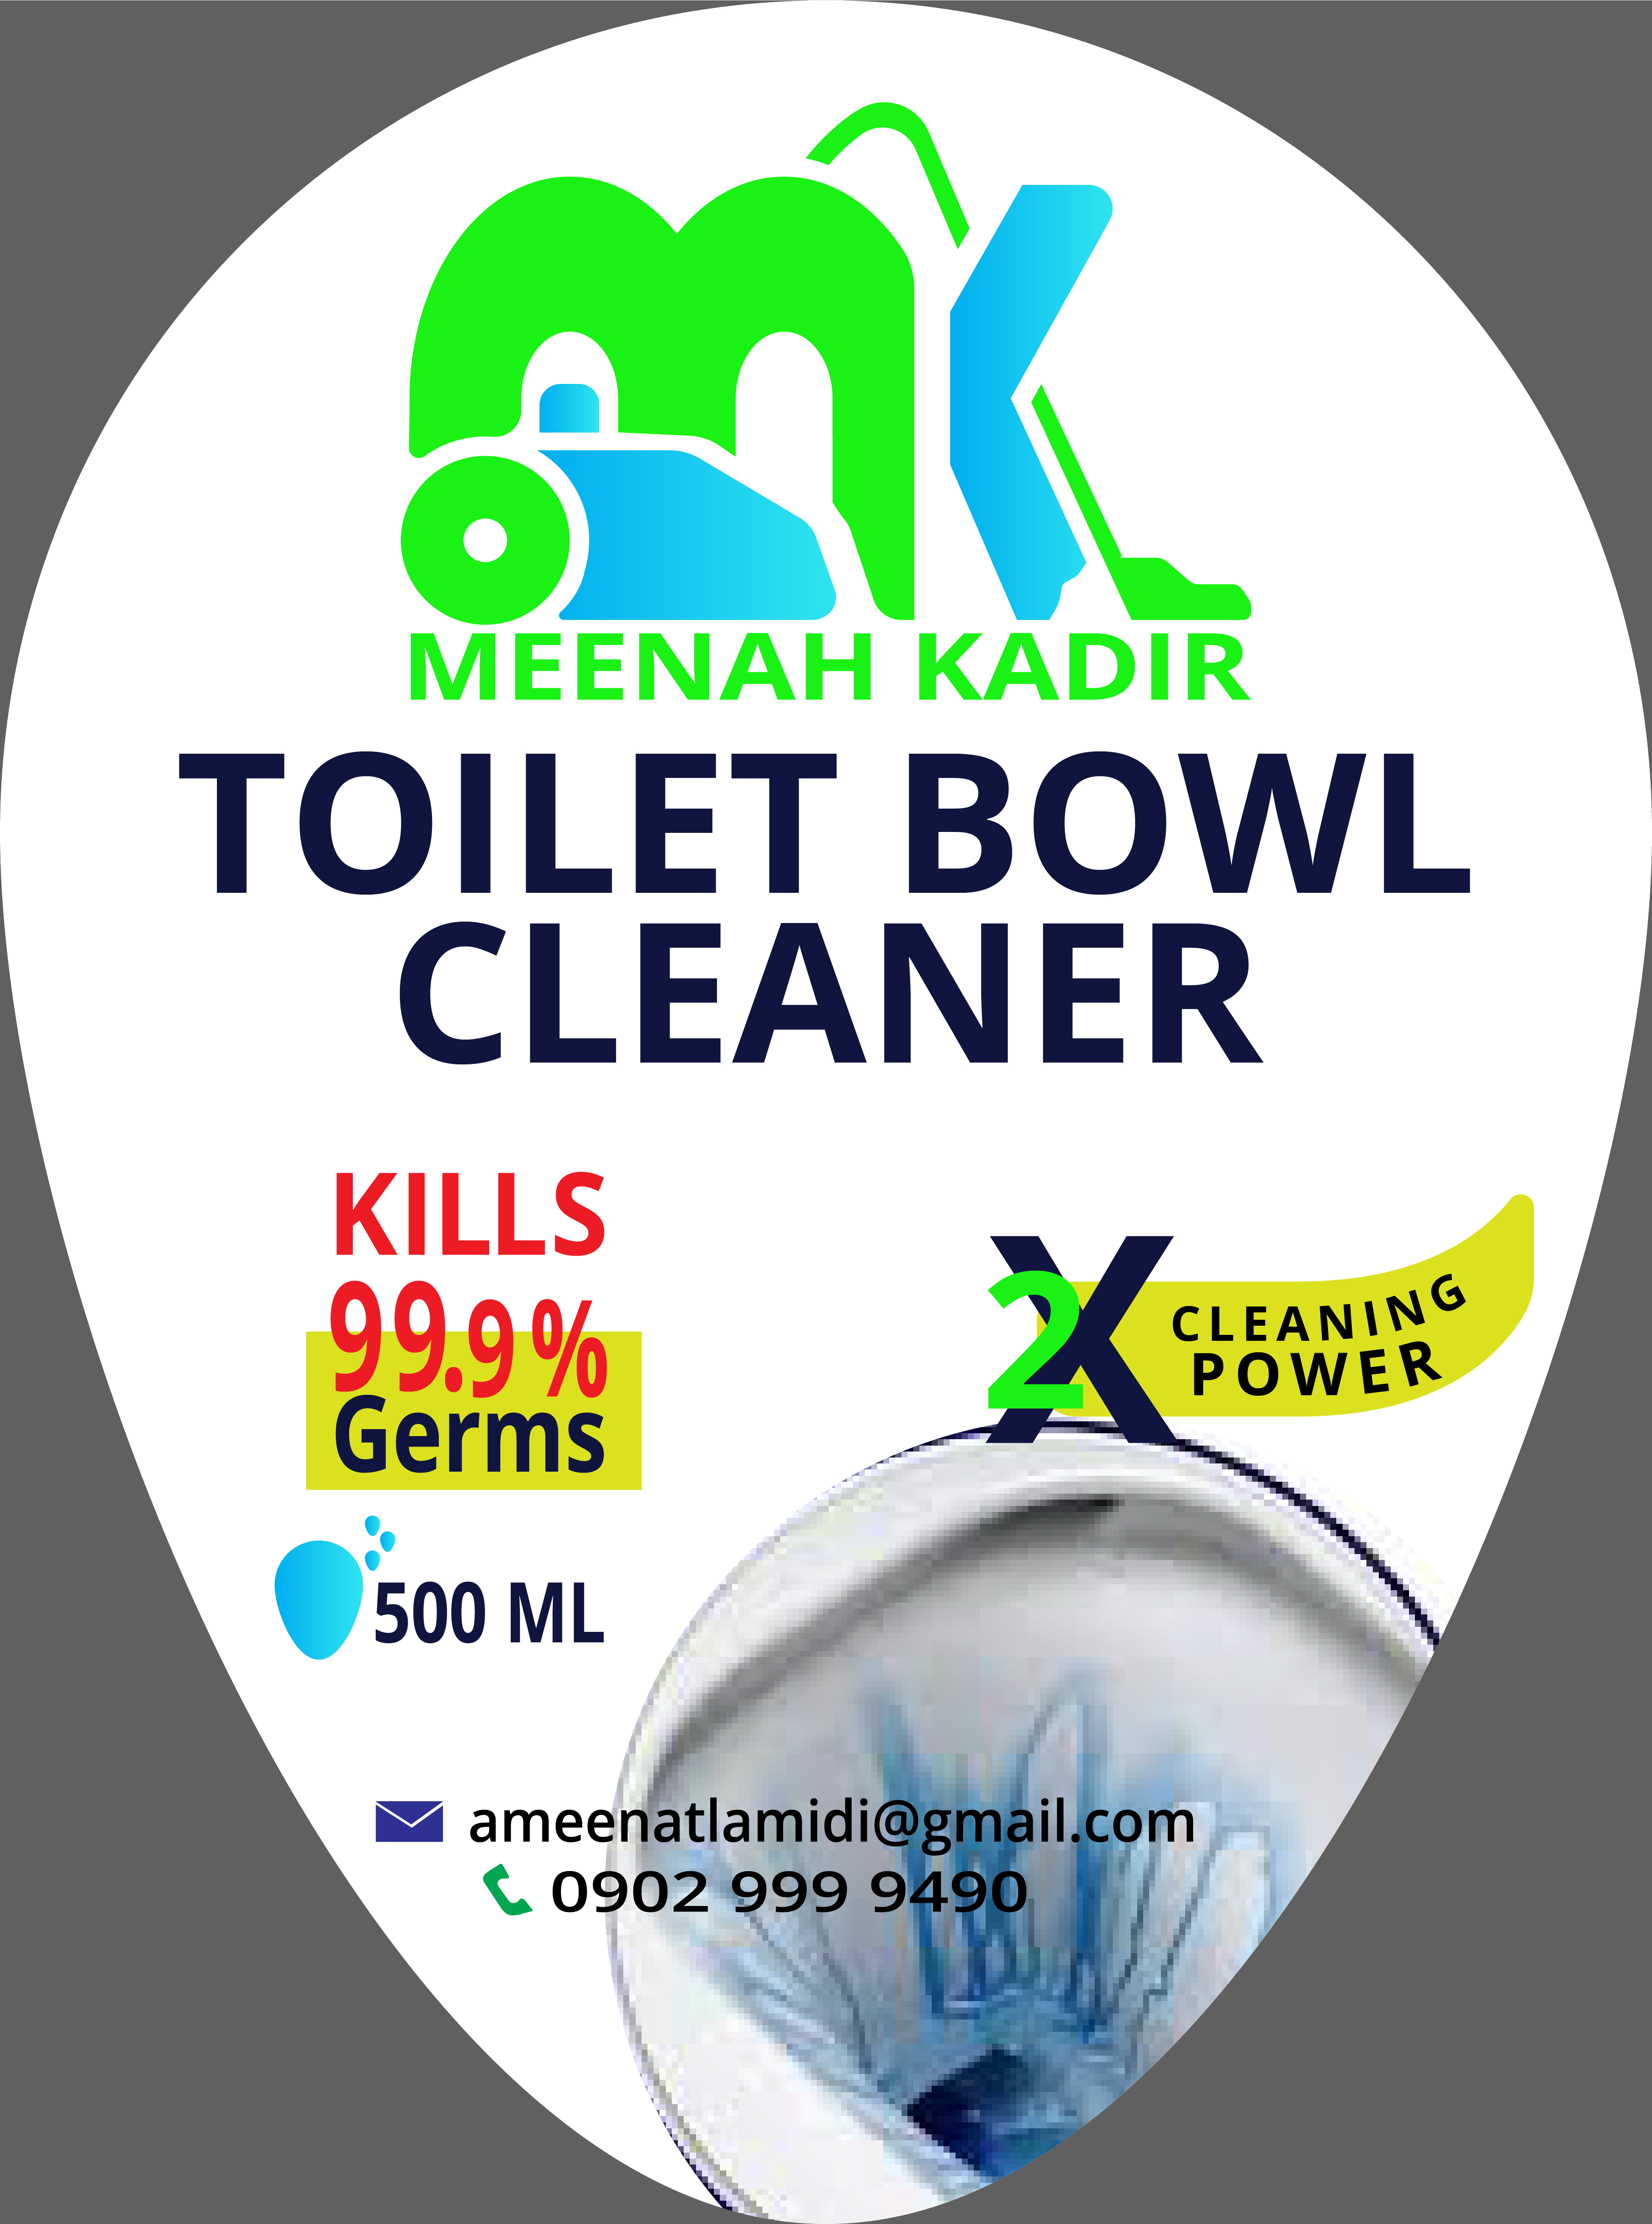 MK
MEENAH KADIR
TOILET BOWL
CLEANER
KILLS
99.9%
Germs
2X
CLEANING
POWER
500 ML
ameenatlamidi@gmail.com
0902 999 9490